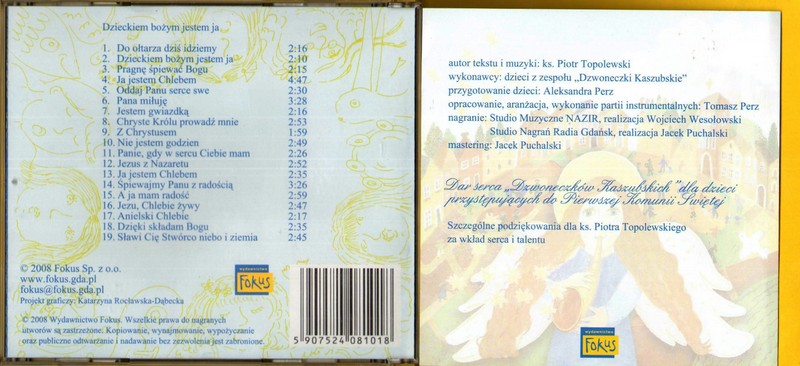 Dzieckiem bożym jestem ja
1. Do ołtarza dziś idziemy 2:16
2. Dzieckiem bożym jestem ja 2:10
3. Pragnę śpiewać Bogu 2:15
4. Ja jestem Chlebem 4:47
5. Oddaj Panu serce swe 2:30
6. Pana miłuję 3:28
7. Jestem gwiazdką 2:01
8. Chryste Królu prowadź mnie 2:53
9. Z Chrystusem 1:59
10. Nie jestem godzien 2:49
11. Panie, gdy w sercu Ciebie mam 2:26
12. Jezus z Nazaretu 2:52
13. Ja jestem Chlebem 2:35
14. Śpiewajmy Panu z radością 3:26
15. A ja mam radość 2:59
16. Jezu, Chlebie żywy 2:47
17. Anielski Chlebie 2:17
18. Dzięki składam Bogu 2:35
19. Sławi Cię Stwórco niebo i ziemia 2:45
© 2008 Fokus Sp. z o.o.
www.fokus.gda.pl
fokus@fokus.gda.pl
Projekt graficzy: Katarzyna Rocławska-Dąbecka
© 2008 Wydawnictwo Fokus. Wszelkie prawa do nagranych
utworów są zastrzeżone. Kopiowanie, wynajmowanie, wypożyczanie
oraz publiczne odtwarzanie i nadawanie bez zezwolenia jest zabronione.
wydawnictwo
FOKUS
5 907524 081018
autor tekstu i muzyki: ks. Piotr Topolewski
wykonawcy: dzieci z zespołu „Dzwoneczki Kaszubskie”
przygotowanie dzieci: Aleksandra Perz
opracowanie, aranżacja, wykonanie partii instrumentalnych: Tomasz Perz
nagranie: Studio Muzyczne NAZIR, realizacja Wojciech Wesołowski
Studio Nagrań Radia Gdańsk, realizacja Jacek Puchalski
mastering: Jacek Puchalski
Dar serca „Dzwoneczków Kaszubskich” dla dzieci
przystępujących do Pierwszej Komunii Świętej
Szczególne podziękowania dla ks. Piotra Topolewskiego
za wkład serca i talentu
wydawnictwo
FOKUS